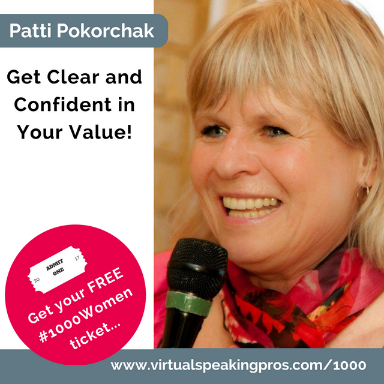 Patti Pokorchak
Get Clear and
Confident in
Your Value!
ADMIT
ONE
Get your FREE
#1000Women
ticket...
www.virtualspeakingpros.com/1000